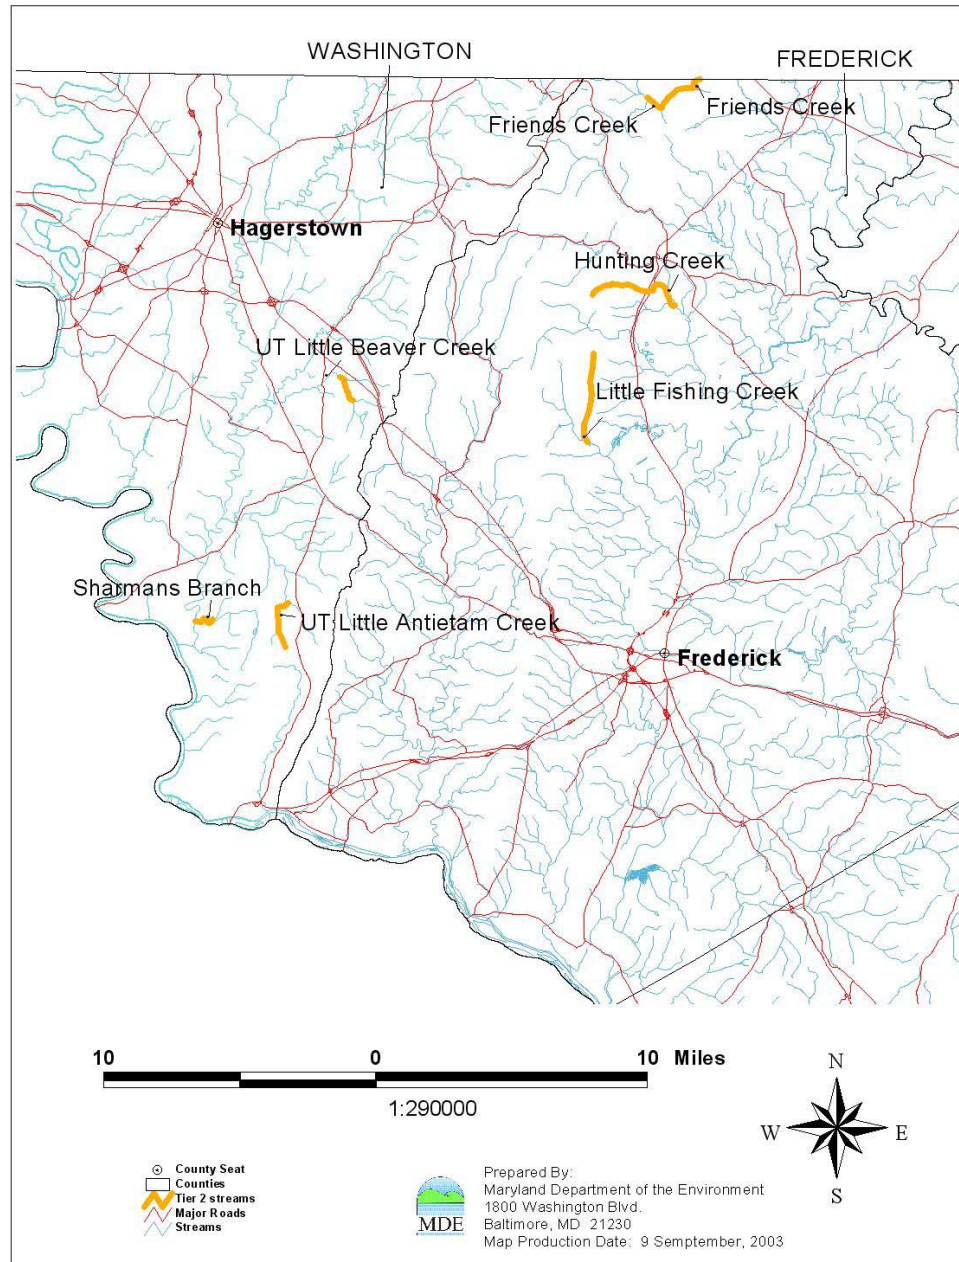 WASHINGTON
FREDERICK
Friends Creek
Friends Creek
Hagerstown
Hunting Creek
UT Little Beaver Creek
Little Fishing Creek
Sharmans Branch
UT Little Antietam Creek
Frederick
10 0 10 Miles
1:290000
N
W E
S
County Seat
Counties
Tier 2 streams
Major Roads
Streams
MDE
Prepared By:
Maryland Department of the Environment
1800 Washington Blvd.
Baltimore, MD 21230
Map Production Date: 9 Semptember, 2003